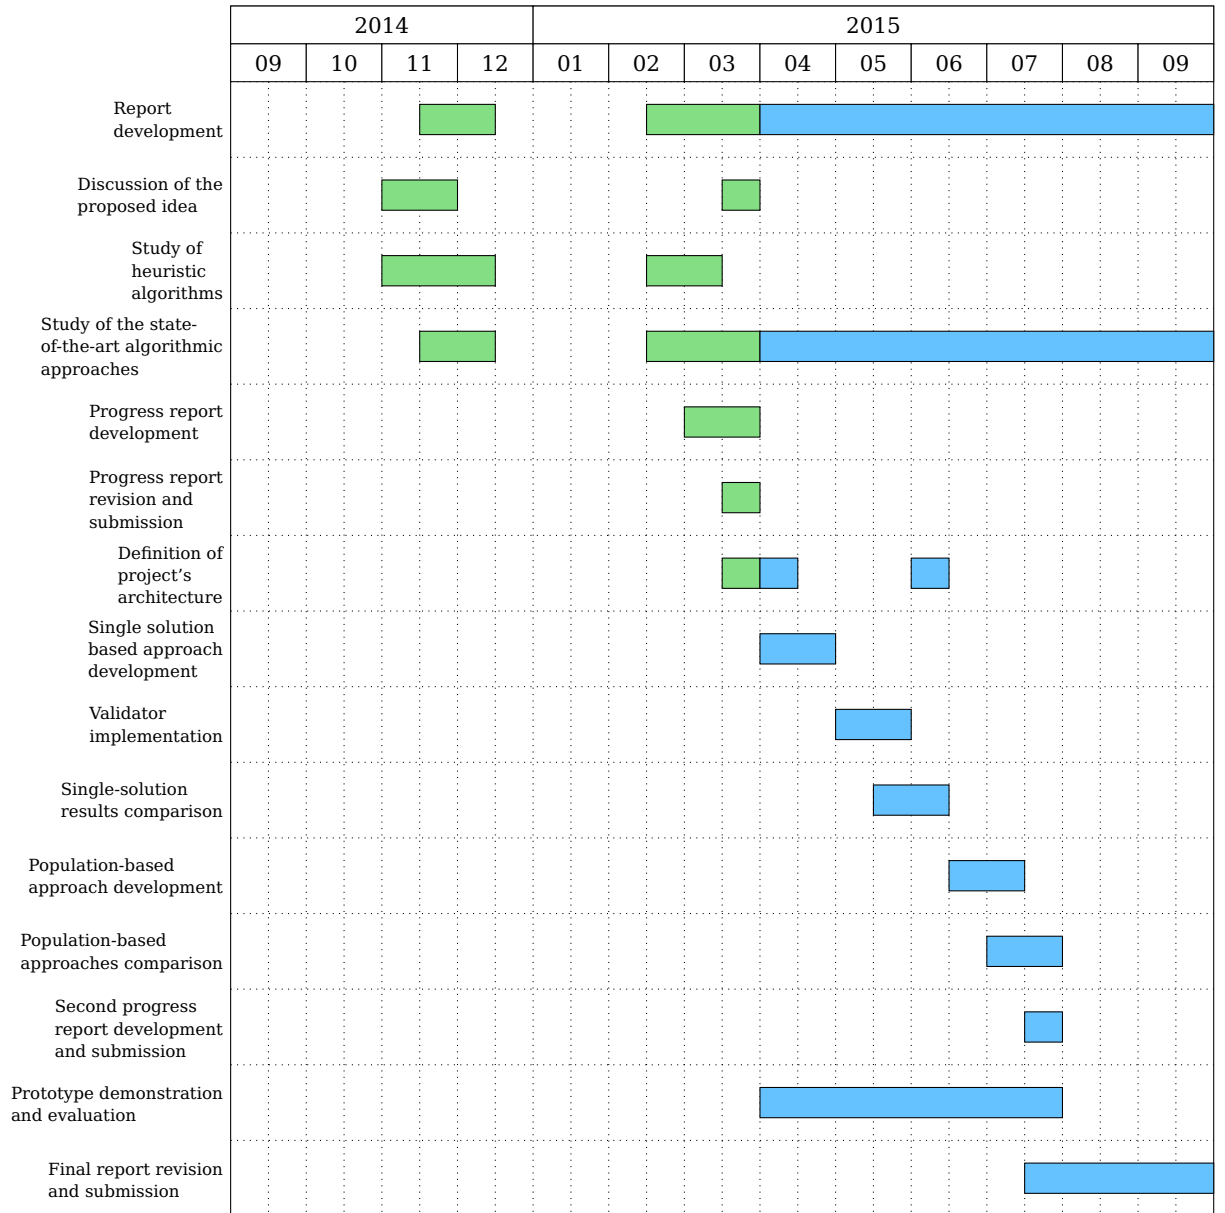 2014 2015
09 10 11 12 01 02 03 04 05 06 07 08 09
Report
development
Discussion of the
proposed idea
Study of
heuristic
algorithms
Study of the state-
of-the-art algorithmic
approaches
Progress report
development
Progress report
revision and
submission
Definition of
project’s
architecture
Single solution
based approach
development
Validator
implementation
Single-solution
results comparison
Population-based
approach development
Population-based
approaches comparison
Second progress
report development
and submission
Prototype demonstration
and evaluation
Final report revision
and submission